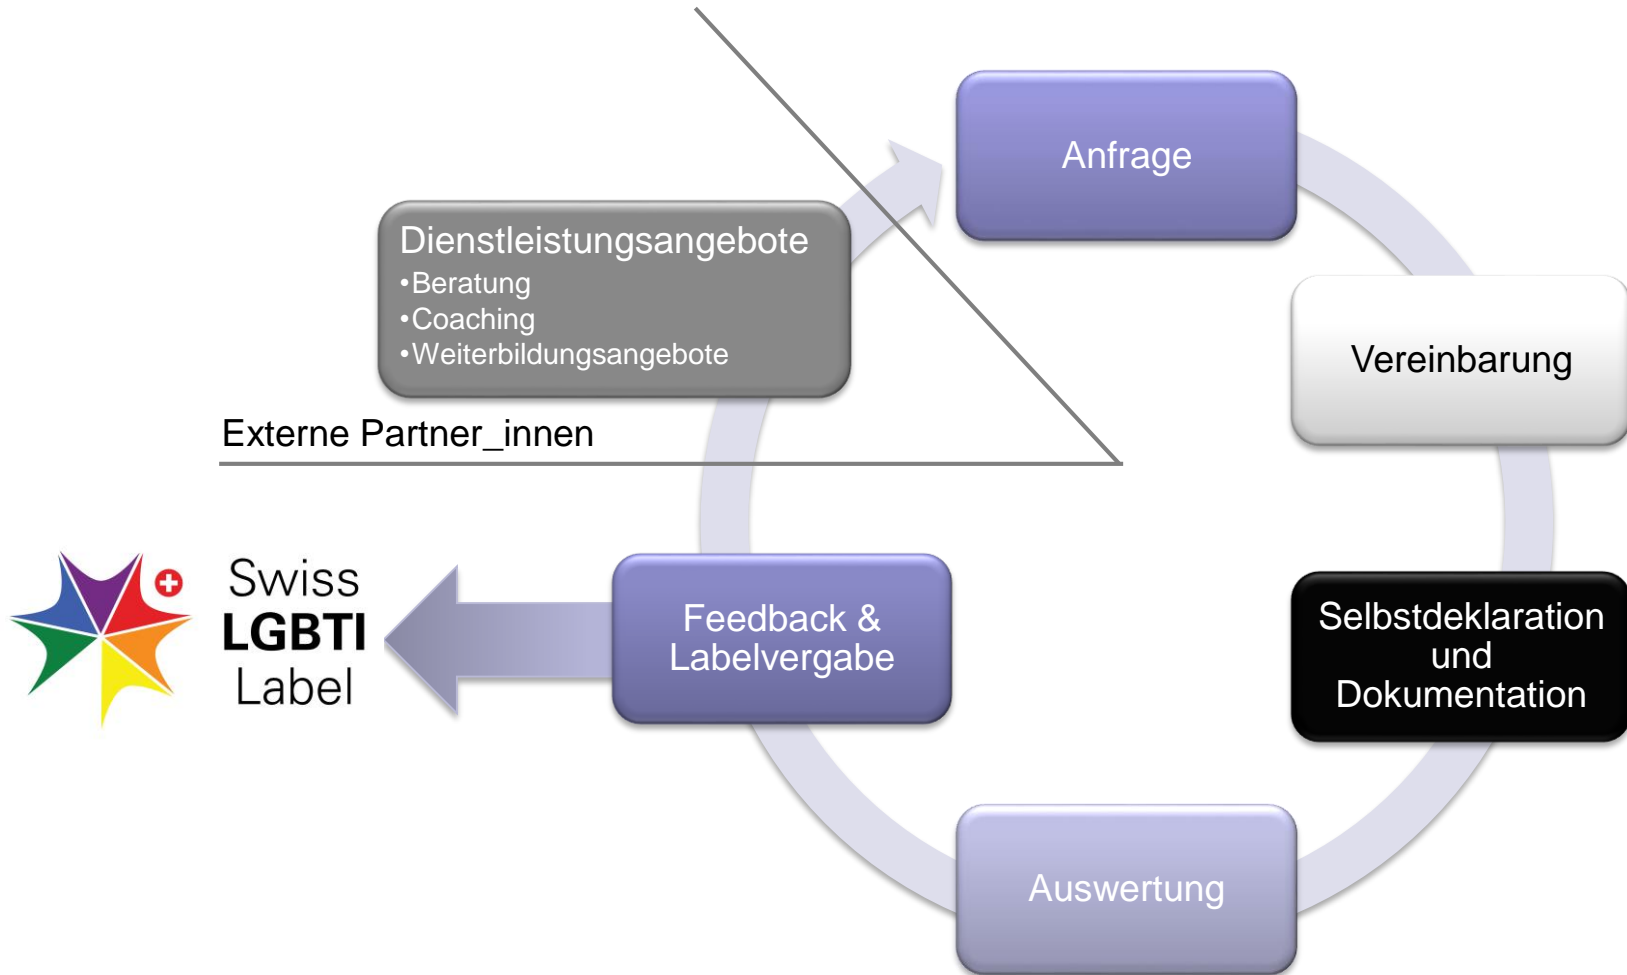 Anfrage
Vereinbarung
Selbstdeklaration
und
Dokumentation
Auswertung
Feedback &
Labelvergabe
Swiss
LGBTI
Label
Dienstleistungsangebote
•Beratung
•Coaching
•Weiterbildungsangebote
Externe Partner_innen